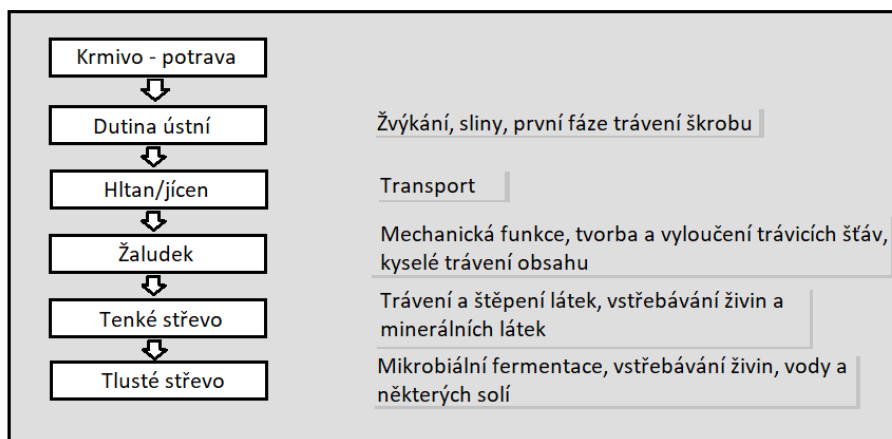 Krmivo - potrava
Dutina ústní
Žvýkání, sliny, první fáze trávení škrobu
Hltan/jícen
Transport
Žaludek
Mechanická funkce, tvorba a vyloučení trávicích šťáv,
kyselé trávení obsahu
Tenké střevo
Trávení a štěpení látek, vstřebávání živin a
minerálních látek
Tlusté střevo
Mikrobiální fermentace, vstřebávání živin, vody a
některých solí